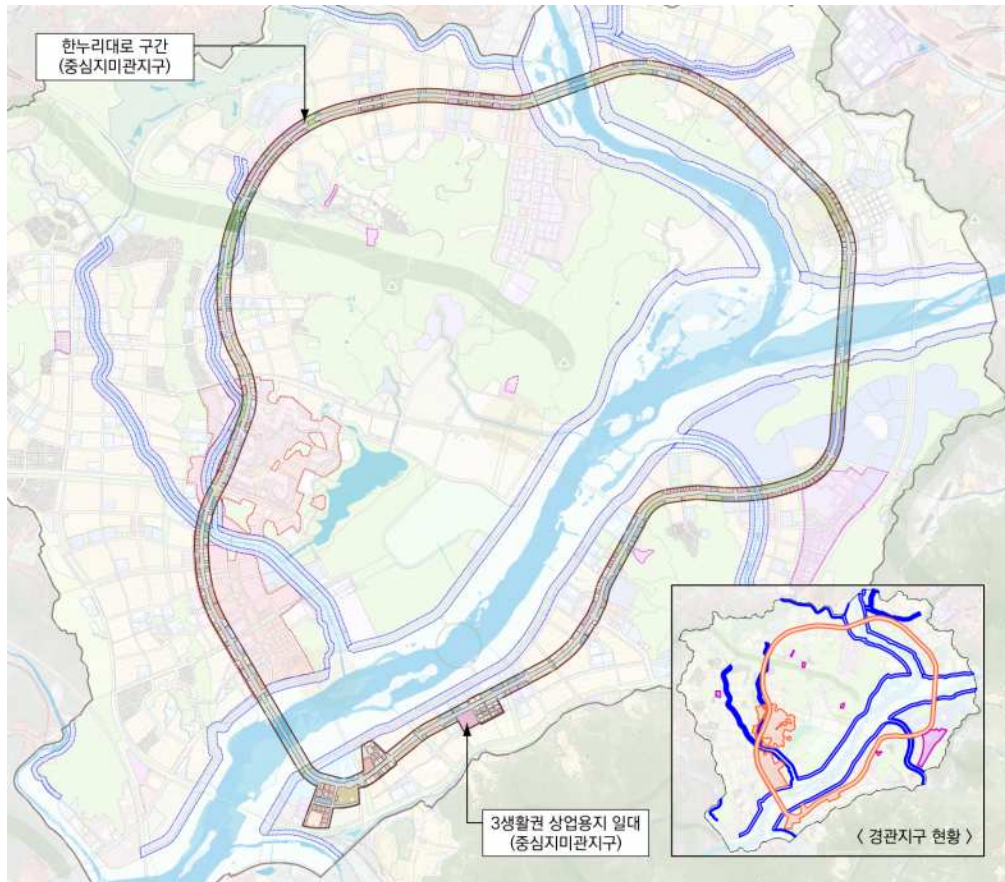 한누리대로 구간
(중심지미관지구)
3생활권 상업용지 일대
(중심지미관지구)
< 경관지구 현황 >